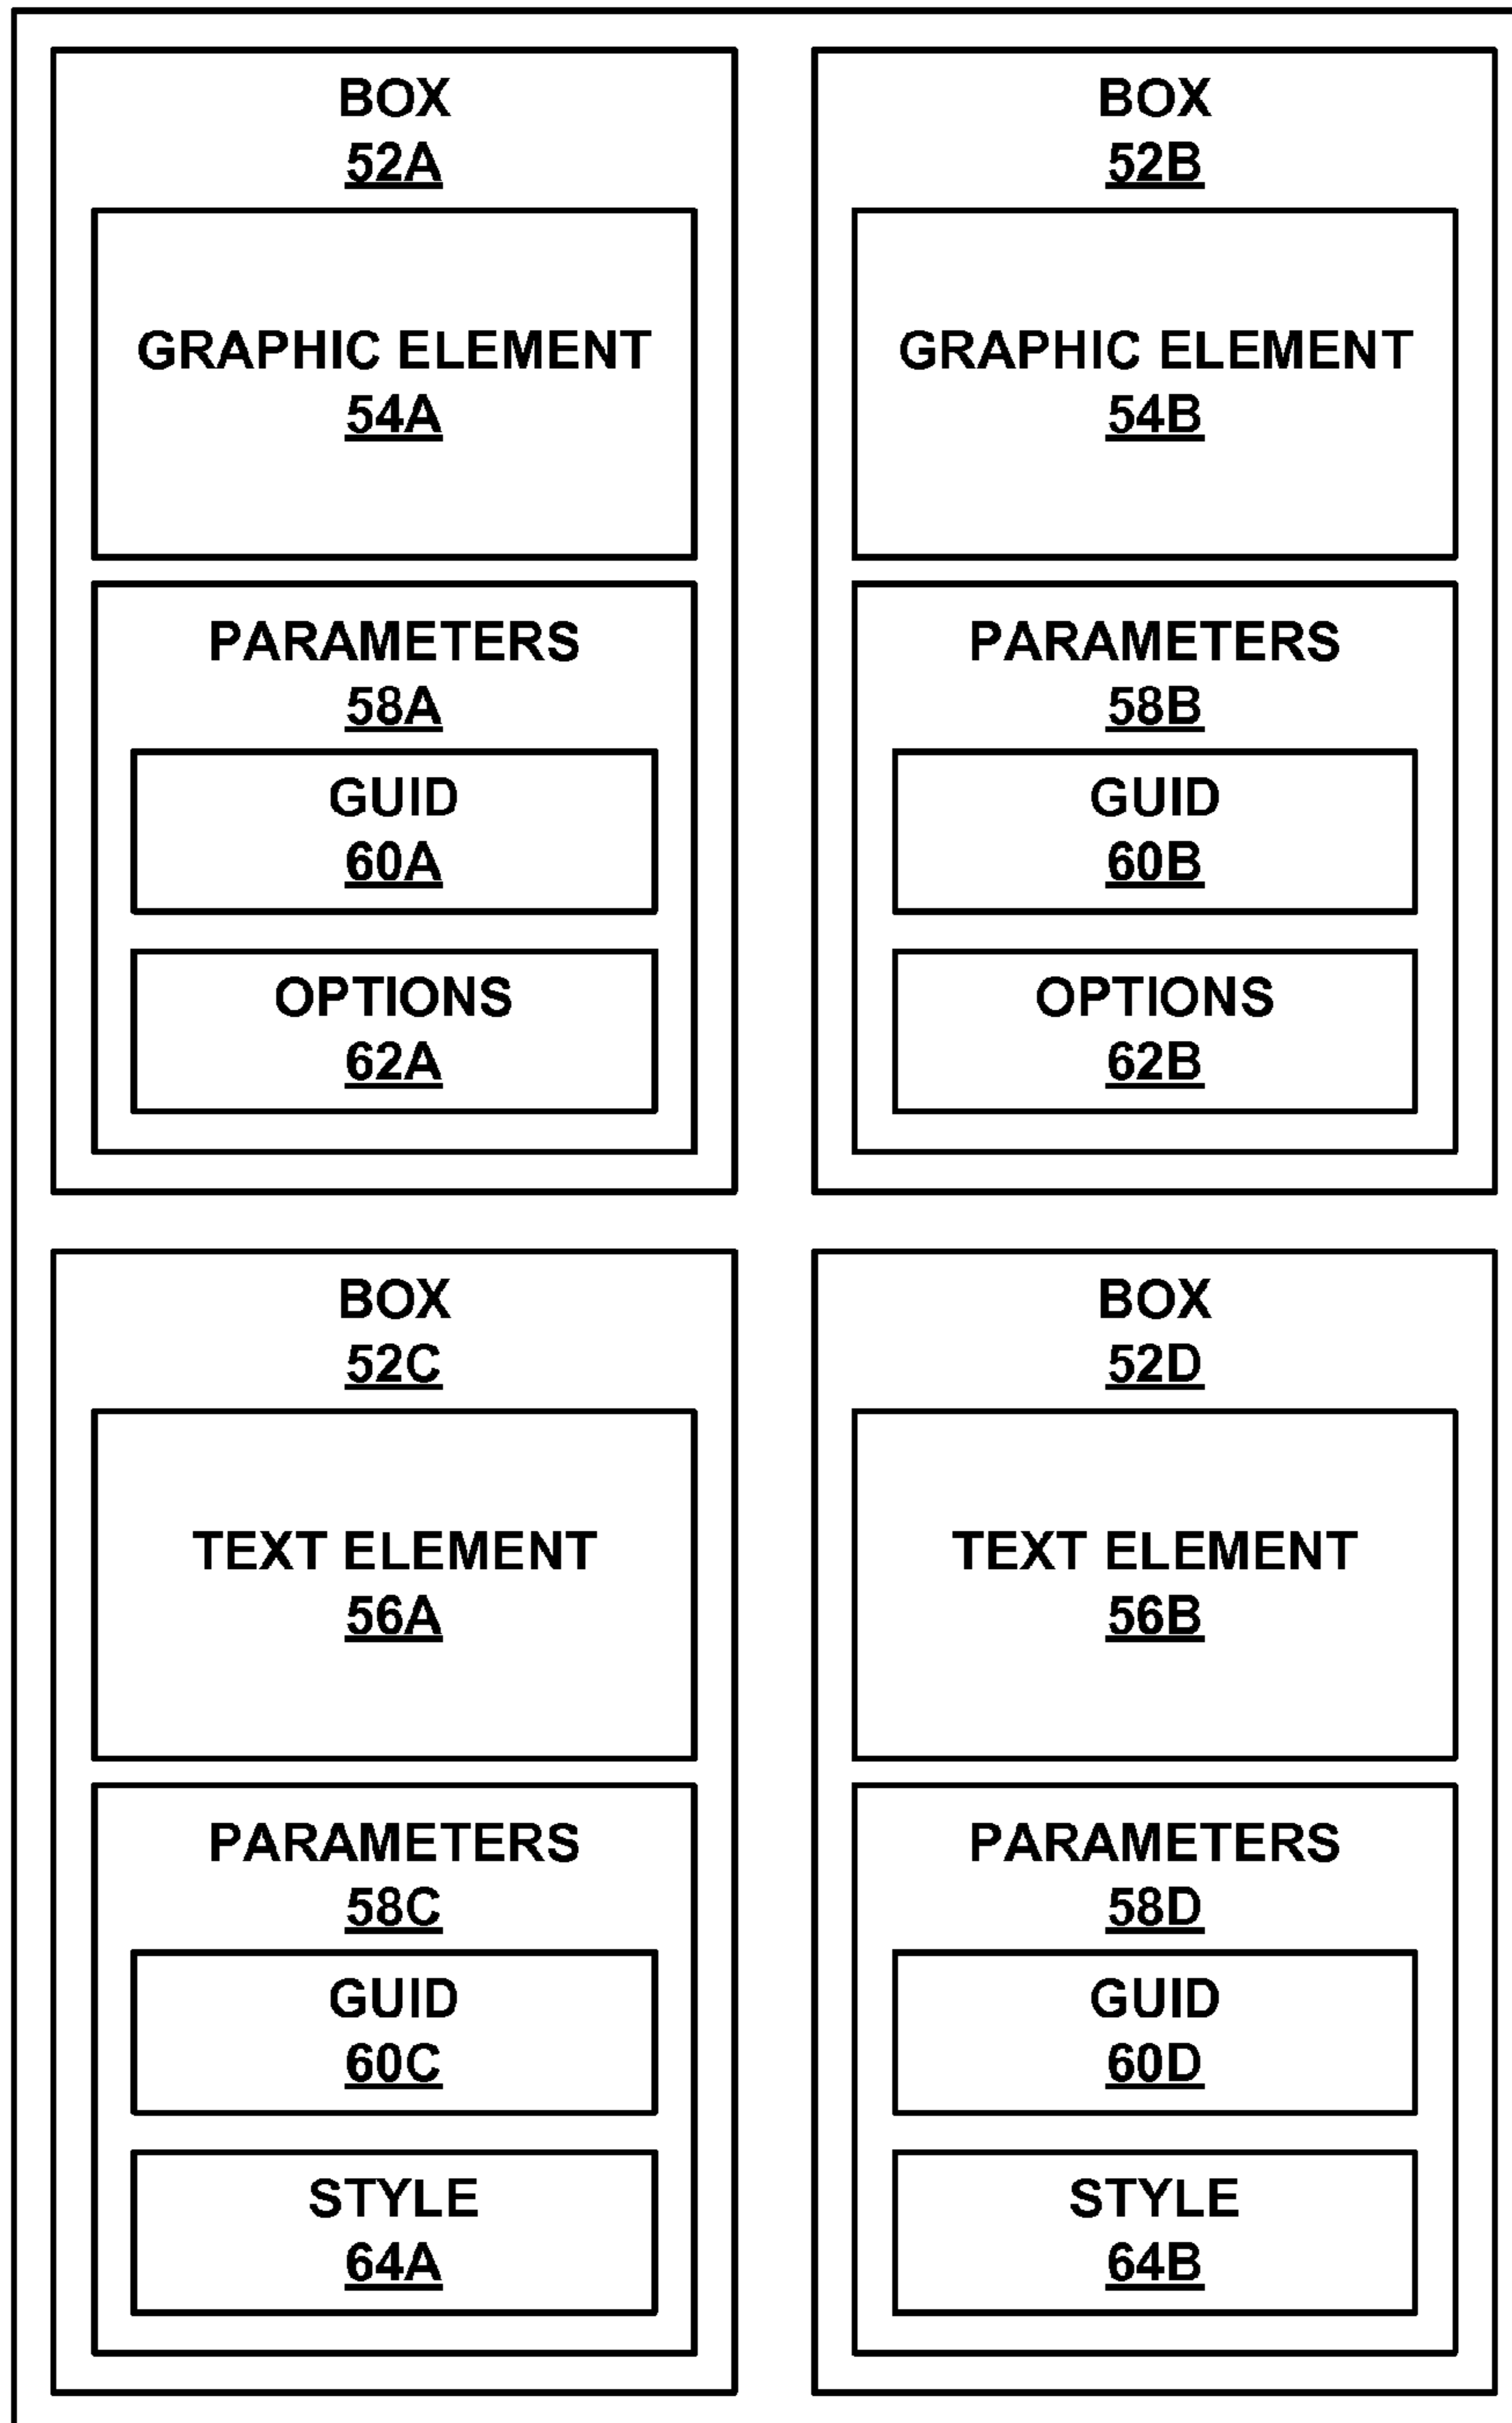 BOX
52A
GRAPHIC ELEMENT
54A
PARAMETERS
58A
GUID
60A
OPTIONS
62A
BOX
52B
GRAPHIC ELEMENT
54B
PARAMETERS
58B
GUID
60B
OPTIONS
62B
BOX
52C
TEXT ELEMENT
56A
PARAMETERS
58C
GUID
60C
STYLE
64A
BOX
52D
TEXT ELEMENT
56B
PARAMETERS
58D
GUID
60D
STYLE
64B